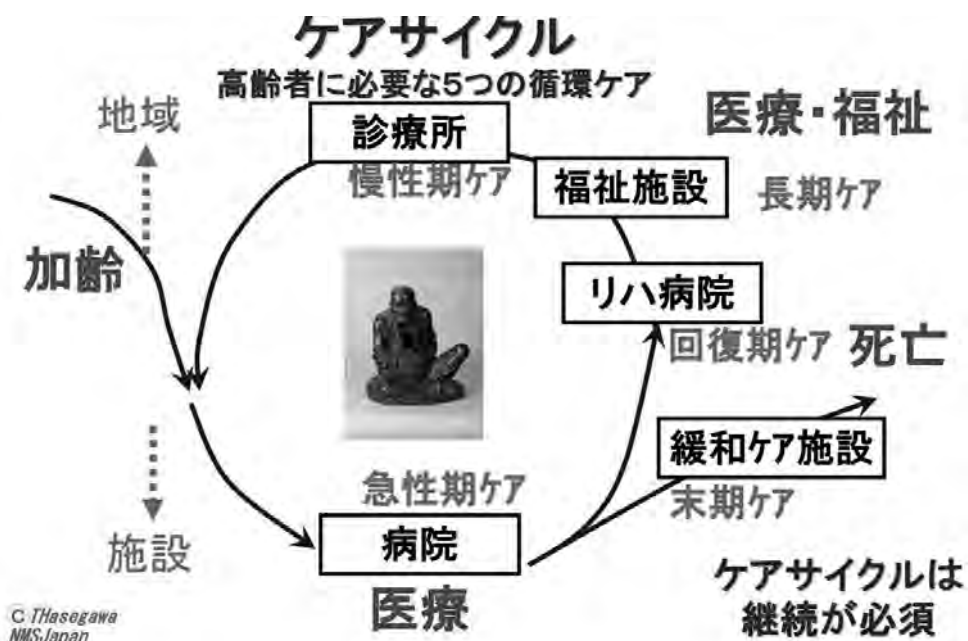 ケアサイクル
高齢者に必要な5つの循環ケア
地域
診療所
医療・福祉
慢性期ケア
福祉施設
長期ケア
加齢
リハ病院
回復期ケア
死亡
緩和ケア施設
急性期ケア
末期ケア
病院
施設
医療
ケアサイクルは
継続が必須
C THasegawa
NMSJapan